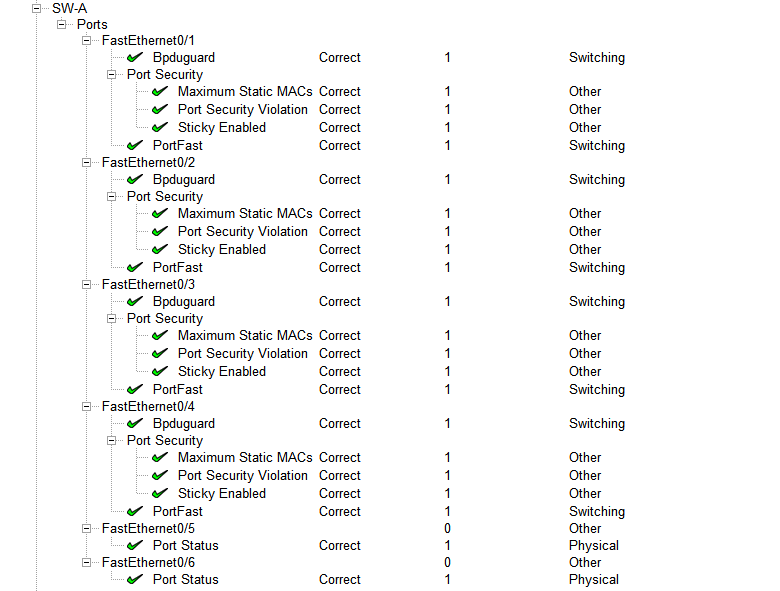 SW-A
Ports
FastEthernet0/1
Bpduguard Correct 1 Switching
Port Security
Maximum Static MACs Correct 1 Other
Port Security Violation Correct 1 Other
Sticky Enabled Correct 1 Other
PortFast Correct 1 Switching
FastEthernet0/2
Bpduguard Correct 1 Switching
Port Security
Maximum Static MACs Correct 1 Other
Port Security Violation Correct 1 Other
Sticky Enabled Correct 1 Other
PortFast Correct 1 Switching
FastEthernet0/3
Bpduguard Correct 1 Switching
Port Security
Maximum Static MACs Correct 1 Other
Port Security Violation Correct 1 Other
Sticky Enabled Correct 1 Other
PortFast Correct 1 Switching
FastEthernet0/4
Bpduguard Correct 1 Switching
Port Security
Maximum Static MACs Correct 1 Other
Port Security Violation Correct 1 Other
Sticky Enabled Correct 1 Other
PortFast Correct 1 Switching
FastEthernet0/5 0 Other
Port Status Correct 1 Physical
FastEthernet0/6 0 Other
Port Status Correct 1 Physical